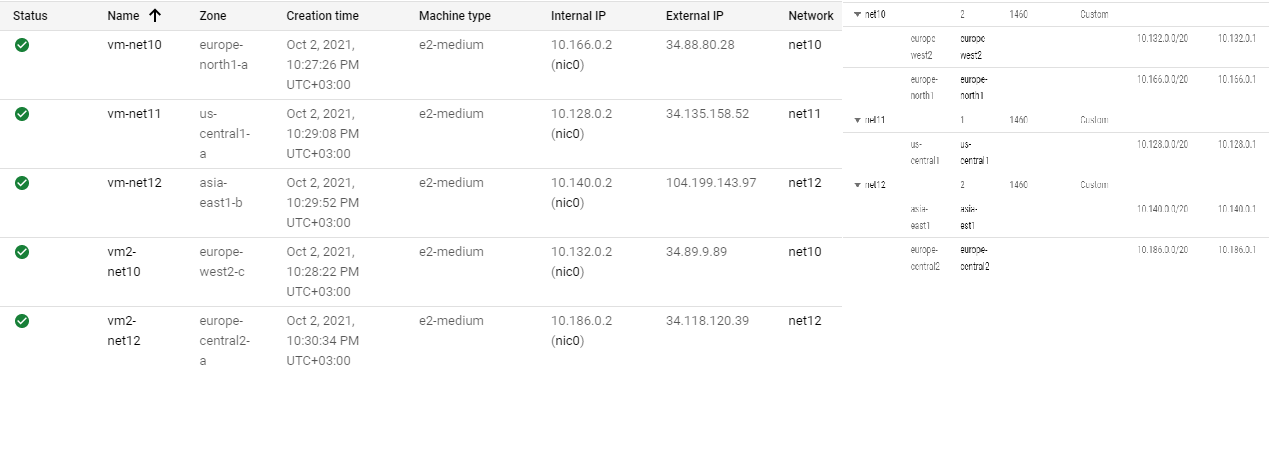 Status Name Zone Creation time Machine type Internal IP External IP Network
vm-net10 europe- Oct 2, 2021, e2-medium 10.166.0.2 34.88.80.28 net10
north1-a 10:27:26 PM (nic0)
UTC+03:00
vm-net11 us- Oct 2, 2021, e2-medium 10.128.0.2 34.135.158.52 net11
central1- 10:29:08 PM (nic0)
a UTC+03:00
vm-net12 asia- Oct 2, 2021, e2-medium 10.140.0.2 104.199.143.97 net12
east1-b 10:29:52 PM (nic0)
UTC+03:00
vm2- europe- Oct 2, 2021, e2-medium 10.132.0.2 34.89.9.89 net10
net10 west2-c 10:28:22 PM (nic0)
UTC+03:00
vm2- europe- Oct 2, 2021, e2-medium 10.186.0.2 34.118.120.39 net12
net12 central2- 10:30:34 PM (nic0)
a UTC+03:00
net10 2 1460 Custom
europe- europe- 10.132.0.0/20 10.132.0.1
west2 west2
europe- europe- 10.166.0.0/20 10.166.0.1
north1 north1
net11 1 1460 Custom
us- us- 10.128.0.0/20 10.128.0.1
central1 central1
net12 2 1460 Custom
asia- asia- 10.140.0.0/20 10.140.0.1
east1 est1
europe- europe- 10.186.0.0/20 10.186.0.1
central2 central2